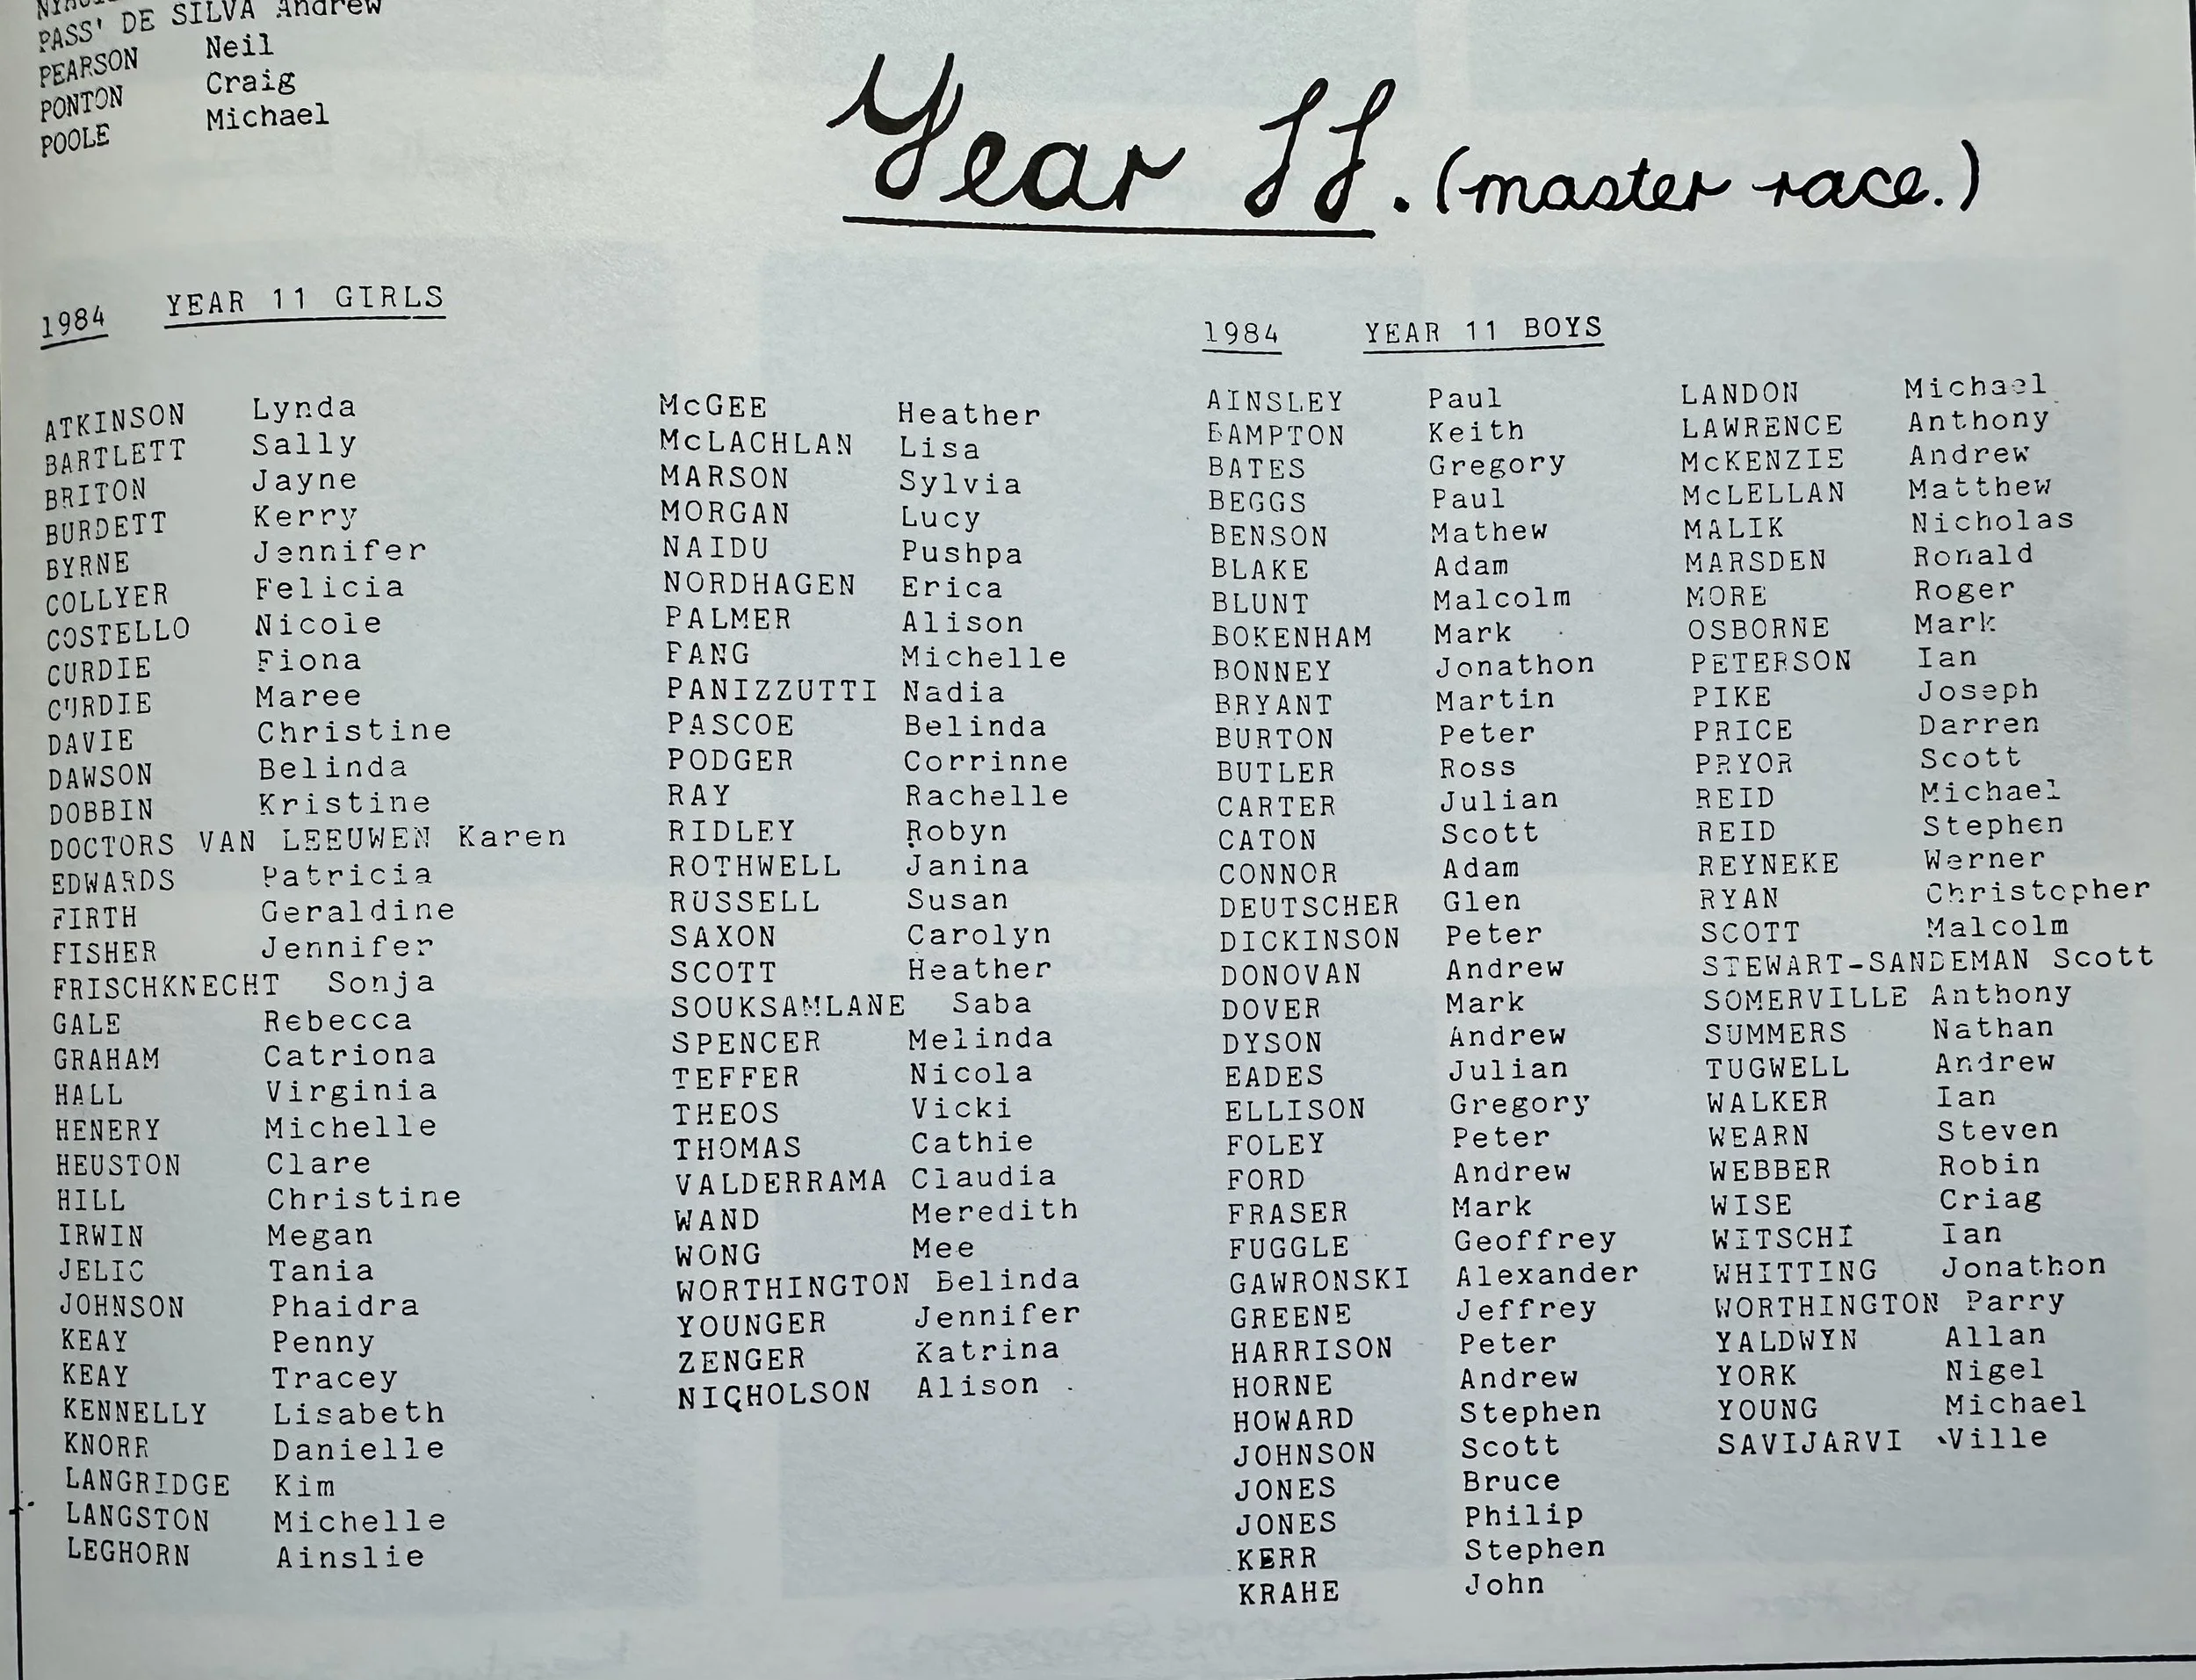 PASS' DE SILVA Andrew
PEARSON Neil
PONTON Craig
POOLE Michael
Year 11. (master race.)
1984 YEAR 11 GIRLS
ATKINSON Lynda
BARTLETT Sally
BRITON Jayne
BURDETT Kerry
BYRNE Jennifer
COLLYER Felicia
COSTELLO Nicole
CURDIE Fiona
CURDIE Maree
DAVIE Christine
DAWSON Belinda
DOBBIN Kristine
DOCTORS VAN LEEUWEN Karen
EDWARDS Patricia
FIRTH Geraldine
FISHER Jennifer
FRISCHKNECHT Sonja
GALE Rebecca
GRAHAM Catriona
HALL Virginia
HENERY Michelle
HEUSTON Clare
HILL Christine
IRWIN Megan
JELIC Tania
JOHNSON Phaidra
KEAY Penny
KEAY Tracey
KENNELLY Lisabeth
KNORR Danielle
LANGRIDGE Kim
LANGSTON Michelle
LEGHORN Ainslie
McGEE Heather
McLACHLAN Lisa
MARSON Sylvia
MORGAN Lucy
NAIDU Pushpa
NORDHAGEN Erica
PALMER Alison
PANG Michelle
PANIZZUTTI Nadia
PASCOE Belinda
PODGER Corrinne
RAY Rachelle
RIDLEY Robyn
ROTHWELL Janina
RUSSELL Susan
SAXON Carolyn
SCOTT Heather
SOUKSAMLANE Saba
SPENCER Melinda
TEFFER Nicola
THEOS Vicki
THOMAS Cathie
VALDERRAMA Claudia
WAND Meredith
WONG Mee
WORTHINGTON Belinda
YOUNGER Jennifer
ZENGER Katrina
NICHOLSON Alison
1984 YEAR 11 BOYS
AINSLEY Paul
BAMPTON Keith
BATES Gregory
BEGGS Paul
BENSON Mathew
BLAKE Adam
BLUNT Malcolm
BOKENHAM Mark
BONNEY Jonathon
BRYANT Martin
BURTON Peter
BUTLER Ross
CARTER Julian
CATON Scott
CONNOR Adam
DEUTSCHER Glen
DICKINSON Peter
DONOVAN Andrew
DOVER Mark
DYSON Andrew
EADES Julian
ELLISON Gregory
FOLEY Peter
FORD Andrew
FRASER Mark
FUGGLE Geoffrey
GAWRONSKI Alexander
GREENE Jeffrey
HARRISON Peter
HORNE Andrew
HOWARD Stephen
JOHNSON Scott
JONES Bruce
JONES Philip
KERR Stephen
KRAHE John
LANDON Michael
LAWRENCE Anthony
McKENZIE Andrew
McLELLAN Matthew
MALIK Nicholas
MARSDEN Ronald
MORE Roger
OSBORNE Mark
PETERSON Ian
PIKE Joseph
PRICE Darren
PRYOR Scott
REID Michael
REID Stephen
REYNEKE Werner
RYAN Christopher
SCOTT Malcolm
STEWART-SANDEMAN Scott
SOMERVILLE Anthony
SUMMERS Nathan
TUGWELL Andrew
WALKER Ian
WEARN Steven
WEBBER Robin
WISE Criag
WITSCHI Ian
WHITTING Jonathon
WORTHINGTON Parry
YALDWYN Allan
YORK Nigel
YOUNG Michael
SAVIJARVI Ville